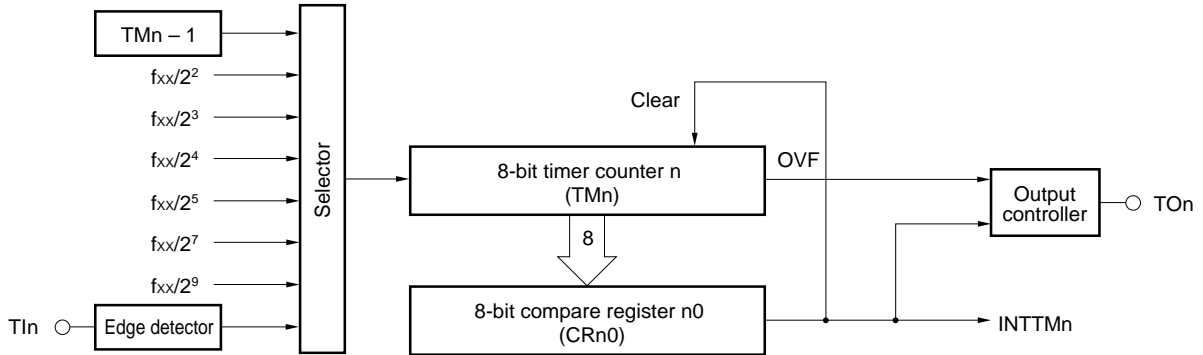 TMn – 1
fxx/2²
fxx/2³
fxx/2⁴
fxx/2⁵
fxx/2⁷
fxx/2⁹
TIn
Edge detector
Selector
Clear
8-bit timer counter n
(TMn)
OVF
8
8-bit compare register n0
(CRn0)
Output
controller
TOn
INTTMn